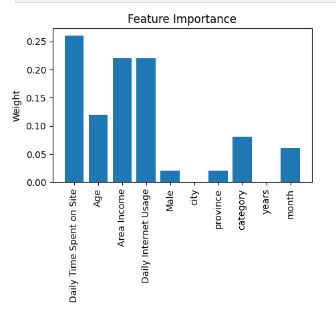 Feature Importance
Weight
0.25
0.20
0.15
0.10
0.05
0.00
Daily Time Spent on Site
Age
Area Income
Daily Internet Usage
Male
city
province
category
years
month